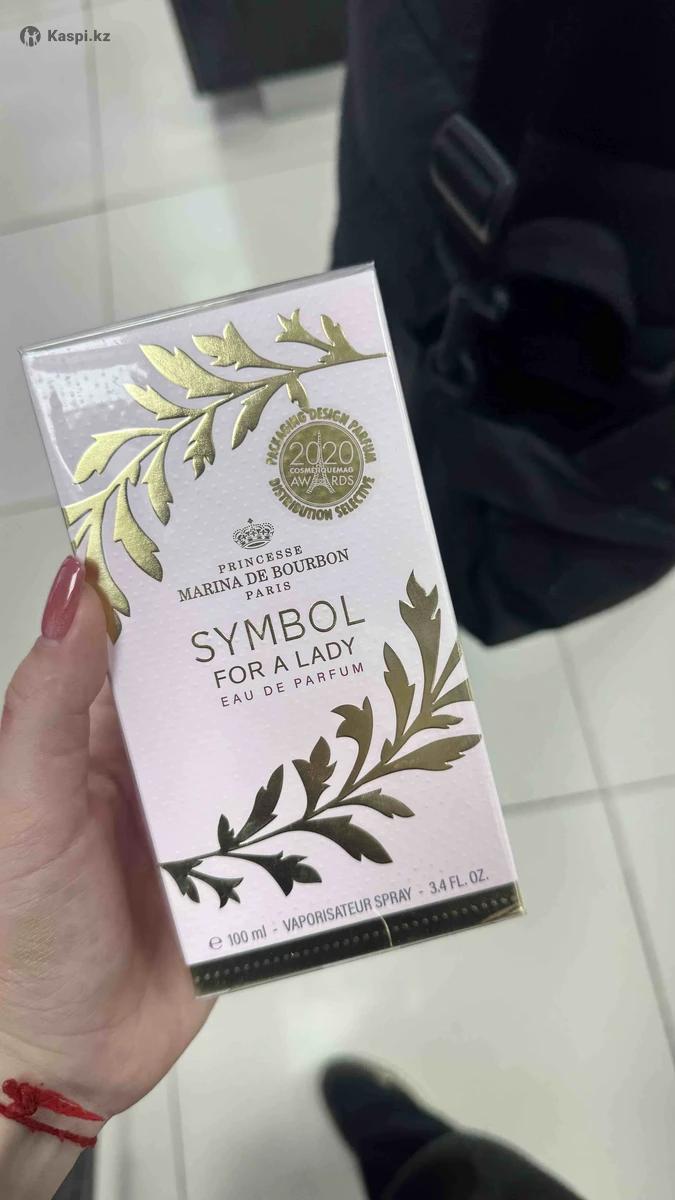 Kaspi.kz
PACKAGING DESIGN PARFUM
2020
COSMETIQUEMAG
AWARDS
DISTRIBUTION SELECTIVE
PRINCESSE
MARINA DE BOURBON
PARIS
SYMBOL
FOR A LADY
EAU DE PARFUM
℮ 100 ml - VAPORISATEUR SPRAY - 3.4 FL. OZ.